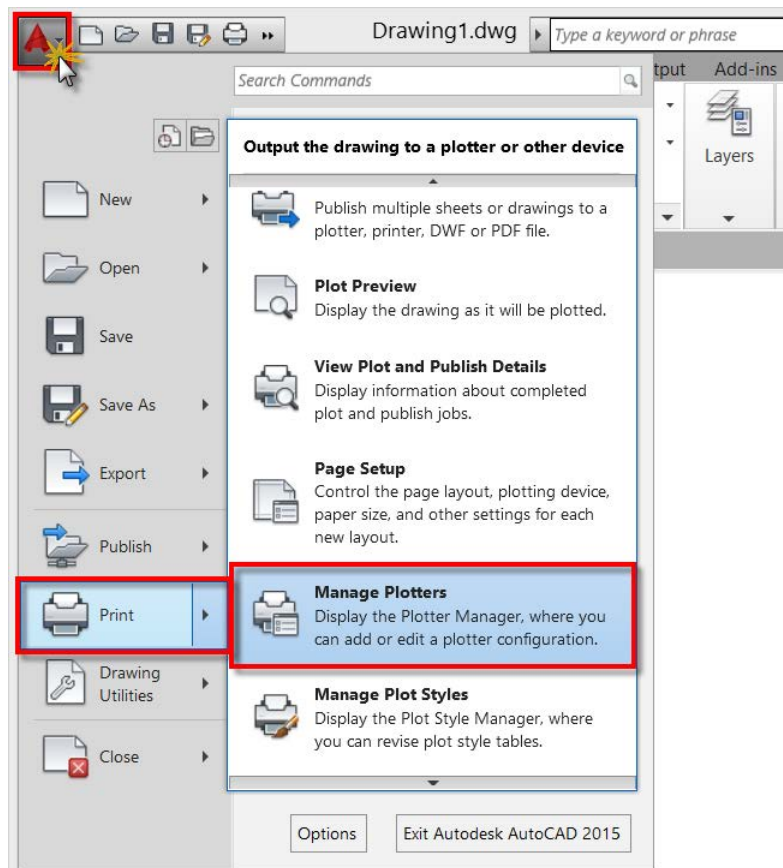 Drawing1.dwg
Type a keyword or phrase
Search Commands
tput Add-ins
Layers
Output the drawing to a plotter or other device
New
Open
Save
Save As
Export
Publish
Print
Drawing
Utilities
Close
Publish multiple sheets or drawings to a
plotter, printer, DWF or PDF file.
Plot Preview
Display the drawing as it will be plotted.
View Plot and Publish Details
Display information about completed
plot and publish jobs.
Page Setup
Control the page layout, plotting device,
paper size, and other settings for each
new layout.
Manage Plotters
Display the Plotter Manager, where you
can add or edit a plotter configuration.
Manage Plot Styles
Display the Plot Style Manager, where
you can revise plot style tables.
Options
Exit Autodesk AutoCAD 2015